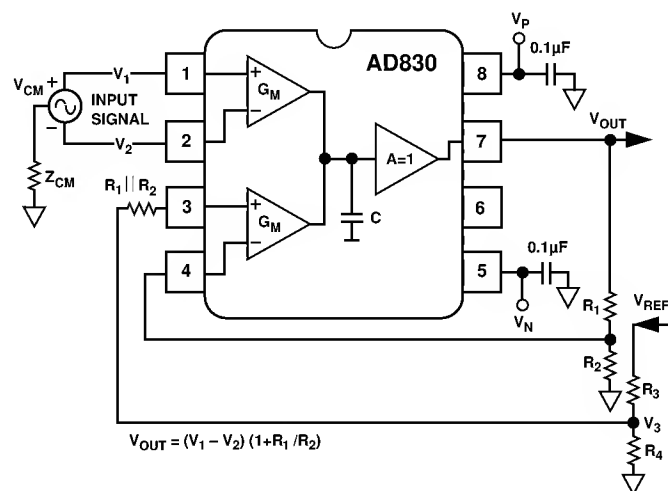 V_P
0.1µF
AD830
V_CM
+
V_1
1
+
G_M
8
INPUT
SIGNAL
−
V_2
2
−
A=1
7
V_OUT
Z_CM
R_1||R_2
3
+
G_M
C
6
4
−
5
0.1µF
V_N
R_1
V_REF
R_2
R_3
V_3
R_4
V_OUT = (V_1 − V_2) (1+R_1/R_2)